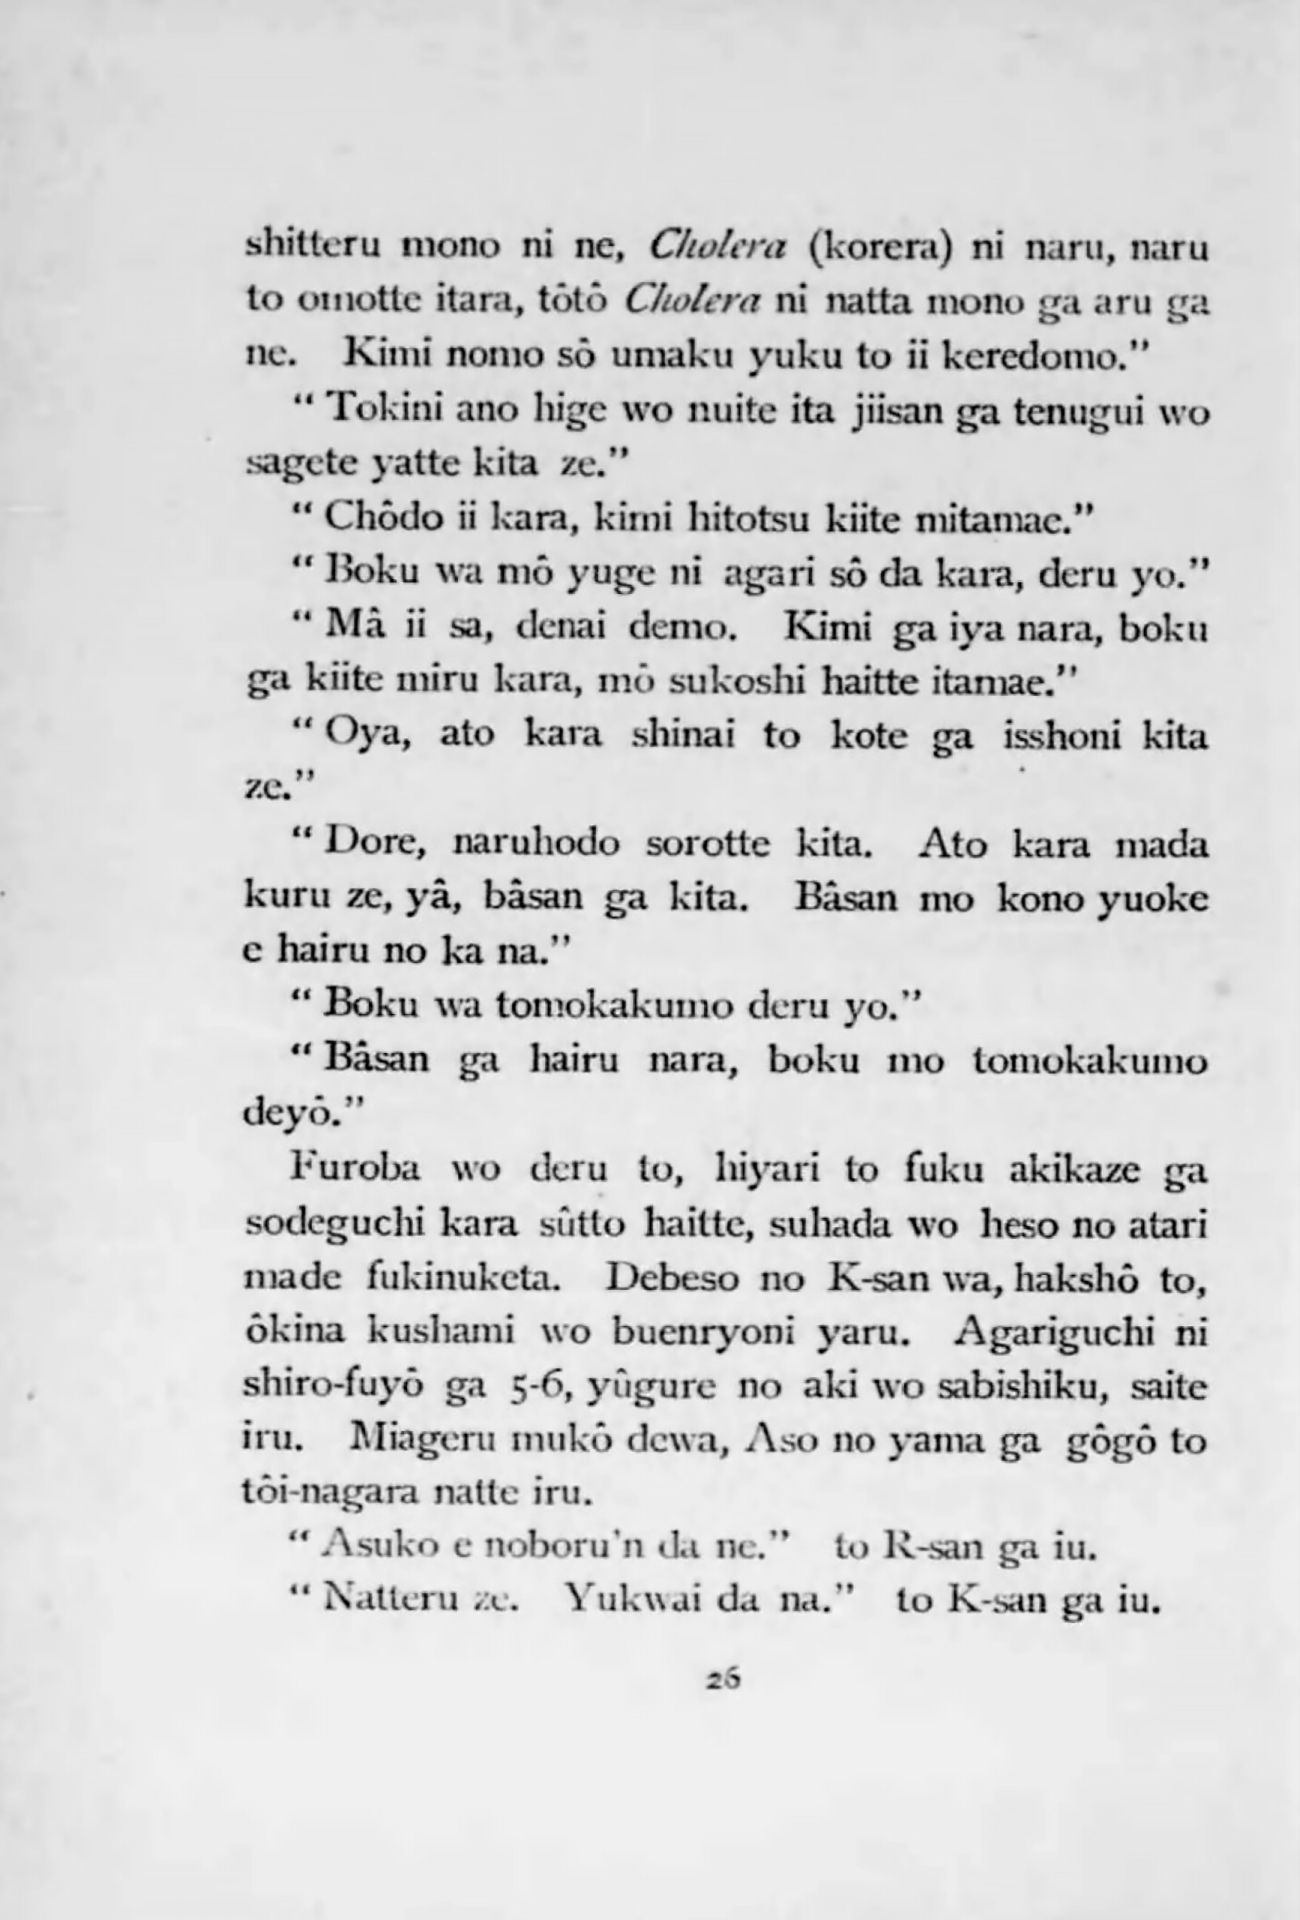 shitteru mono ni ne, Cholera (korera) ni naru, naru
to omotte itara, tôtô Cholera ni natta mono ga aru ga
ne. Kimi nomo sô umaku yuku to ii keredomo.”
“ Tokini ano hige wo nuite ita jiisan ga tenugui wo
sagete yatte kita ze.”
“ Chôdo ii kara, kimi hitotsu kiite mitamae.”
“ Boku wa mô yuge ni agari sô da kara, deru yo.”
“ Mâ ii sa, denai demo. Kimi ga iya nara, boku
ga kiite miru kara, mô sukoshi haitte itamae.”
“ Oya, ato kara shinai to kote ga isshoni kita
ze.”
“ Dore, naruhodo sorotte kita. Ato kara mada
kuru ze, yâ, bâsan ga kita. Bâsan mo kono yuoke
e hairu no ka na.”
“ Boku wa tomokakumo deru yo.”
“ Bâsan ga hairu nara, boku mo tomokakumo
deyô.”
Furoba wo deru to, hiyari to fuku akikaze ga
sodeguchi kara sûtto haitte, suhada wo heso no atari
made fukinuketa. Debeso no K-san wa, hakshô to,
ôkina kushami wo buenryoni yaru. Agariguchi ni
shiro-fuyô ga 5-6, yûgure no aki wo sabishiku, saite
iru. Miageru mukô dewa, Aso no yama ga gôgô to
tôi-nagara natte iru.
“ Asuko e noboru’n da ne.” to R-san ga iu.
“ Natteru ze. Yukwai da na.” to K-san ga iu.
26